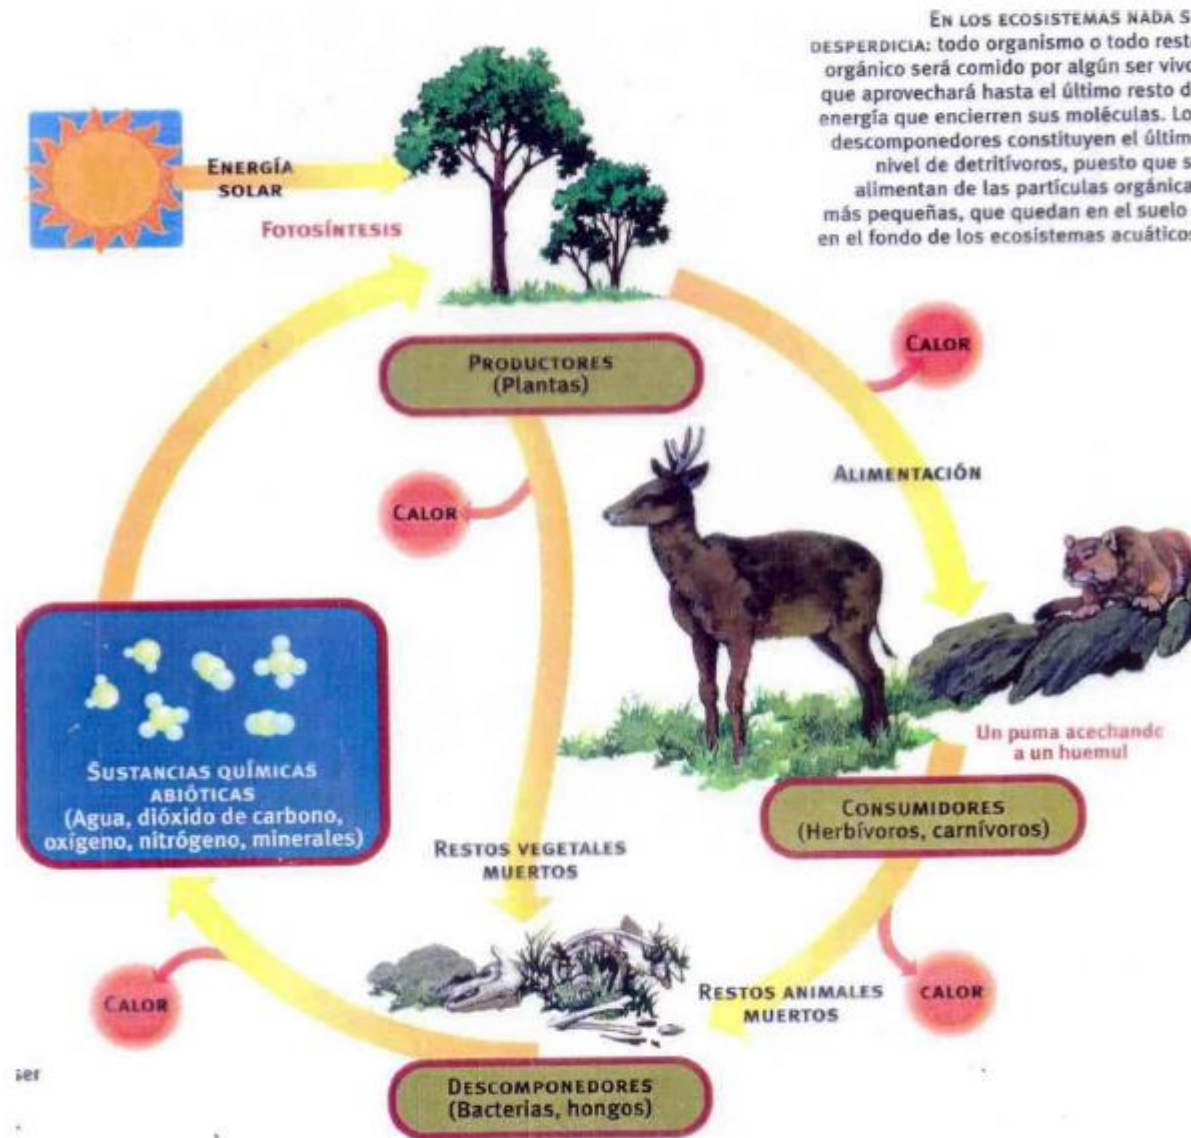 EN LOS ECOSISTEMAS NADA S
DESPERDICIA: todo organismo o todo rest
orgánico será comido por algún ser vivo
que aprovechará hasta el último resto d
energía que encierren sus moléculas. Lo
descomponedores constituyen el últim
nivel de detritívoros, puesto que s
alimentan de las partículas orgánica
más pequeñas, que quedan en el suelo
en el fondo de los ecosistemas acuáticos
ENERGÍA
SOLAR
FOTOSÍNTESIS
CALOR
PRODUCTORES
(Plantas)
ALIMENTACIÓN
CALOR
Un puma acechando
a un huemul
SUSTANCIAS QUÍMICAS
ABIÓTICAS
(Agua, dióxido de carbono,
oxígeno, nitrógeno, minerales)
CONSUMIDORES
(Herbívoros, carnívoros)
RESTOS VEGETALES
MUERTOS
CALOR
RESTOS ANIMALES
MUERTOS
CALOR
ser
DESCOMPONEDORES
(Bacterias, hongos)